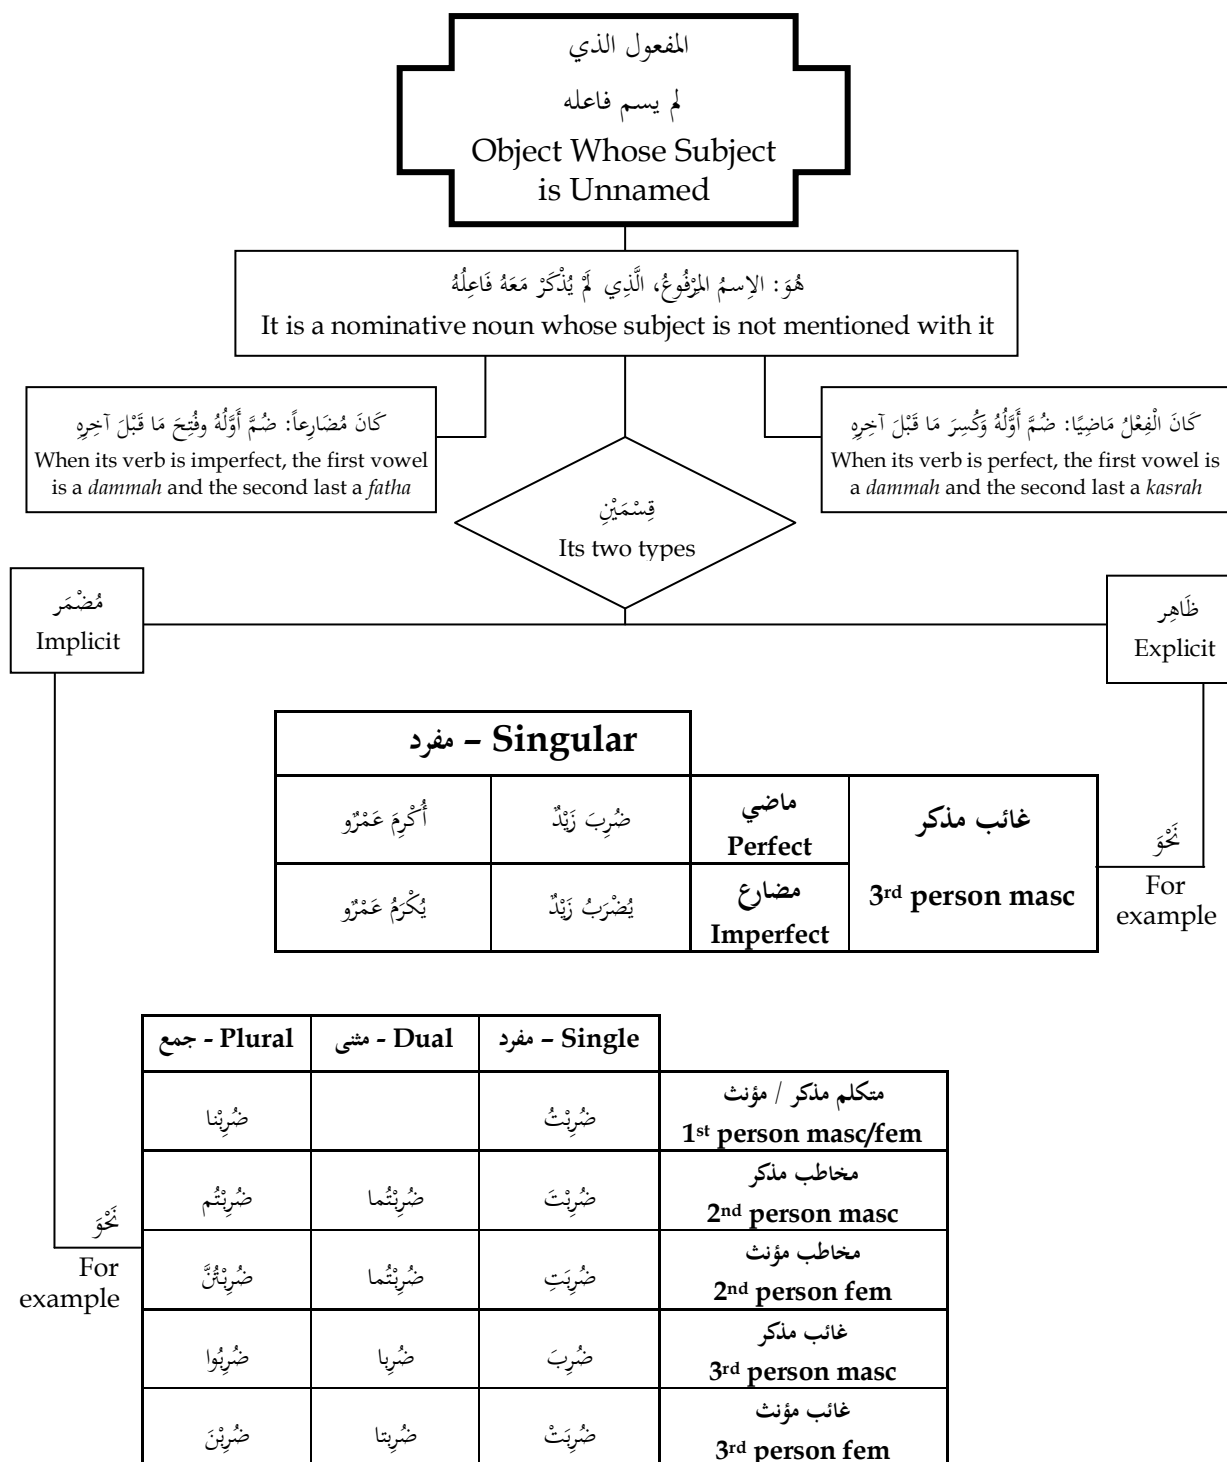 المفعول الذي
لم يسم فاعله
Object Whose Subject
is Unnamed
هُوَ: الاِسمُ المِرْفُوعُ، الَّذِي لَمْ يُذْكَرْ مَعَهُ فَاعِلُهُ
It is a nominative noun whose subject is not mentioned with it
كَانَ الْفِعْلُ مَاضِيًا: ضُمَّ أَوَّلُهُ وَكُسِرَ مَا قَبْلَ آخِرِهِ
When its verb is perfect, the first vowel is
a dammah and the second last a kasrah
كَانَ مُضَارِعاً: ضُمَّ أَوَّلُهُ وفُتِحَ مَا قَبْلَ آخِرِهِ
When its verb is imperfect, the first vowel
is a dammah and the second last a fatha
قِسْمَيْنِ
Its two types
ظَاهِر
Explicit
مُضْمَر
Implicit
مفرد – Singular
غائب مذكر
3rd person masc
ماضي
Perfect
ضُرِبَ زَيْدٌ
أُكْرِمَ عَمْرٌو
مضارع
Imperfect
يُضْرَبُ زَيْدٌ
يُكْرَمُ عَمْرٌو
نَحْوَ
For
example
مفرد – Single
مثنى - Dual
جمع - Plural
متكلم مذكر / مؤنث
1st person masc/fem
ضُرِبْتُ
ضُرِبْنا
مخاطب مذكر
2nd person masc
ضُرِبْتَ
ضُرِبْتُما
ضُرِبْتُم
مخاطب مؤنث
2nd person fem
ضُرِبَتِ
ضُرِبْتُما
ضُرِبْتُنَّ
غائب مذكر
3rd person masc
ضُرِبَ
ضُرِبا
ضُرِبُوا
غائب مؤنث
3rd person fem
ضُرِبَتْ
ضُرِبتا
ضُرِبْنَ
نَحْوَ
For
example